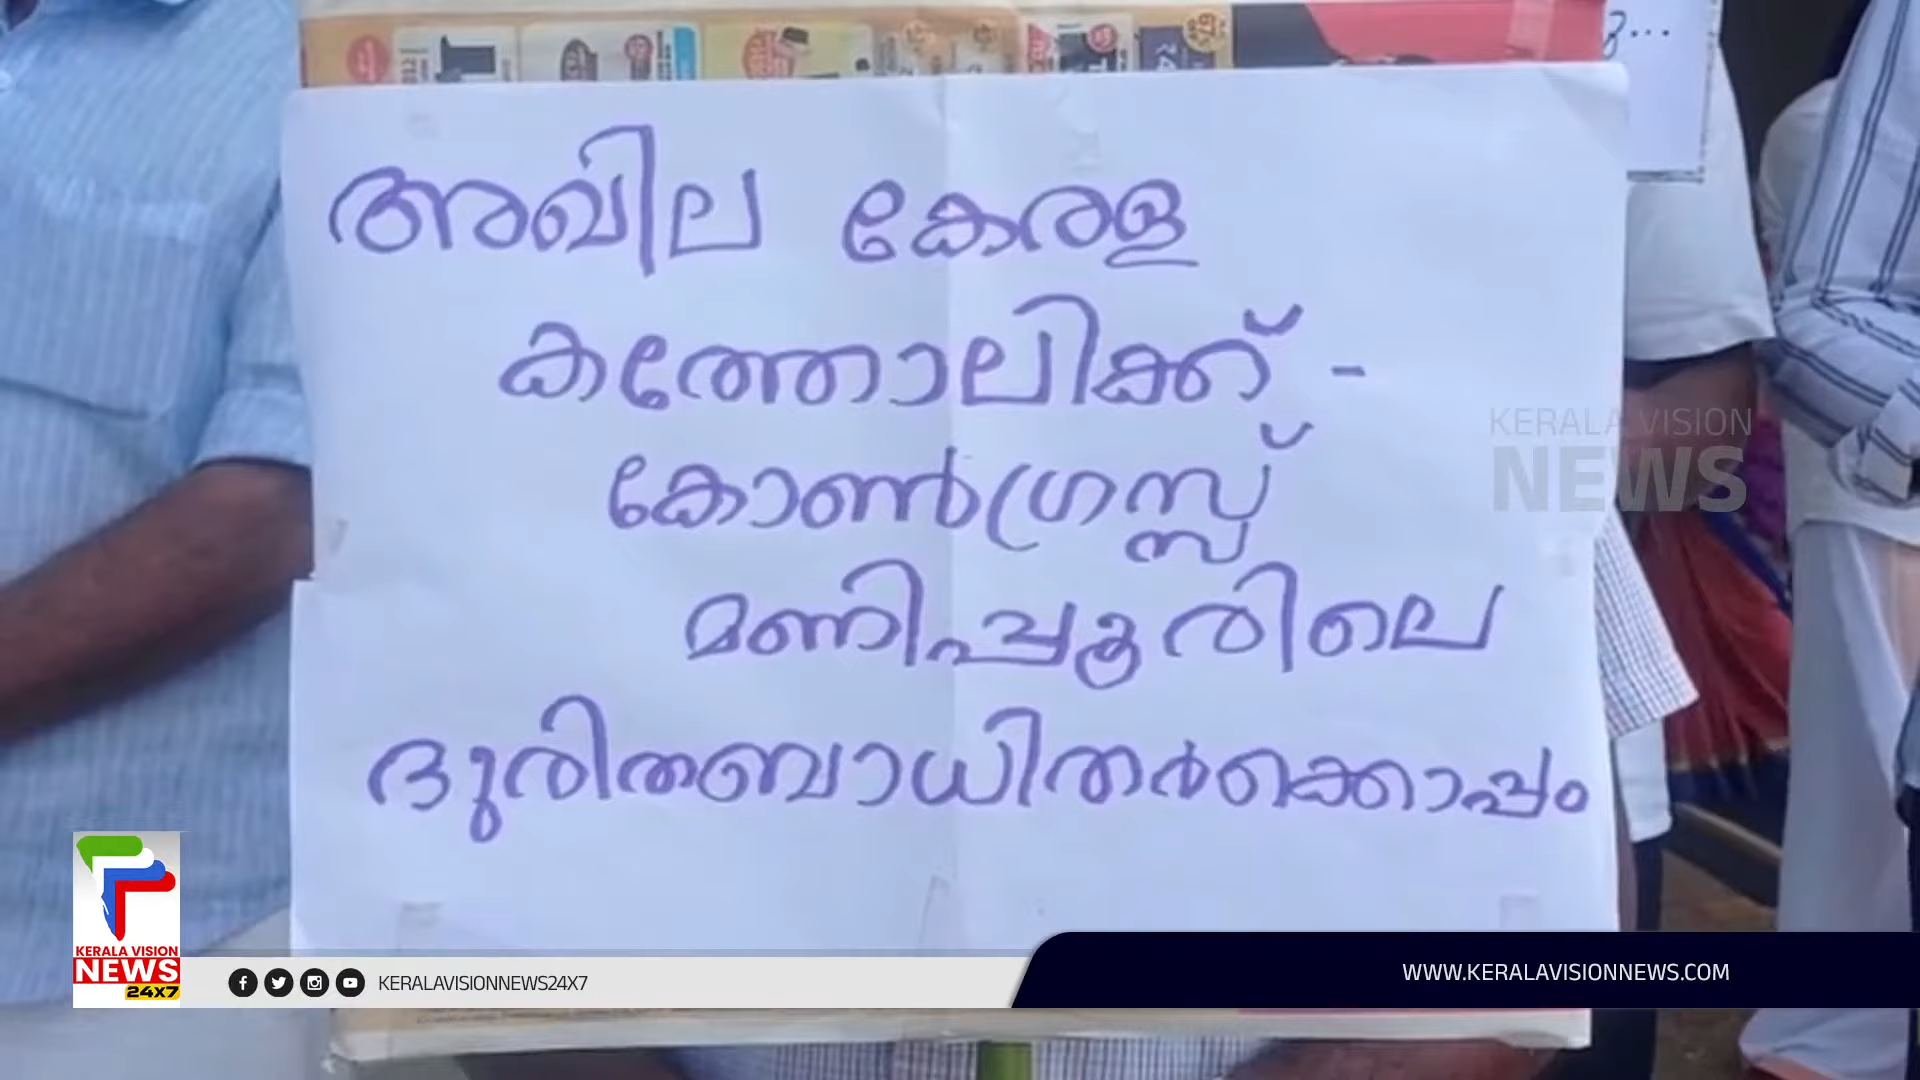 അഖില കേരള
കത്തോലിക്ക് -
കോൺഗ്രസ്സ്
മണിപ്പൂരിലെ
ദുരിതബാധിതർക്കൊപ്പം
KERALA VISION
NEWS
KERALA VISION
NEWS
24X7
KERALAVISIONNEWS24X7
WWW.KERALAVISIONNEWS.COM